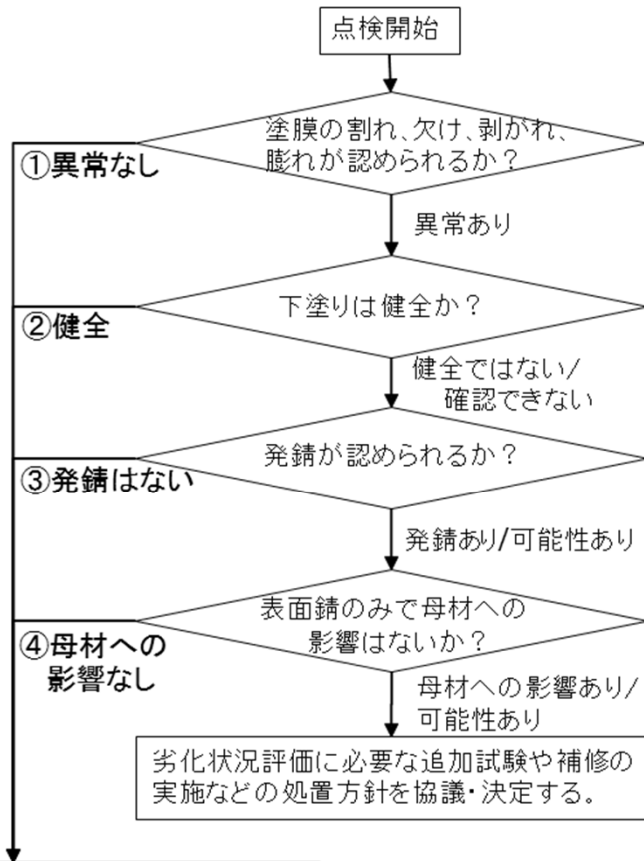 点検開始
塗膜の割れ、欠け、剥がれ、
膨れが認められるか？
①異常なし
異常あり
下塗りは健全か？
②健全
健全ではない/
確認できない
発錆が認められるか？
③発錆はない
発錆あり/可能性あり
表面錆のみで母材への
影響はないか？
④母材への
影響なし
母材への影響あり/
可能性あり
劣化状況評価に必要な追加試験や補修の
実施などの処置方針を協議・決定する。